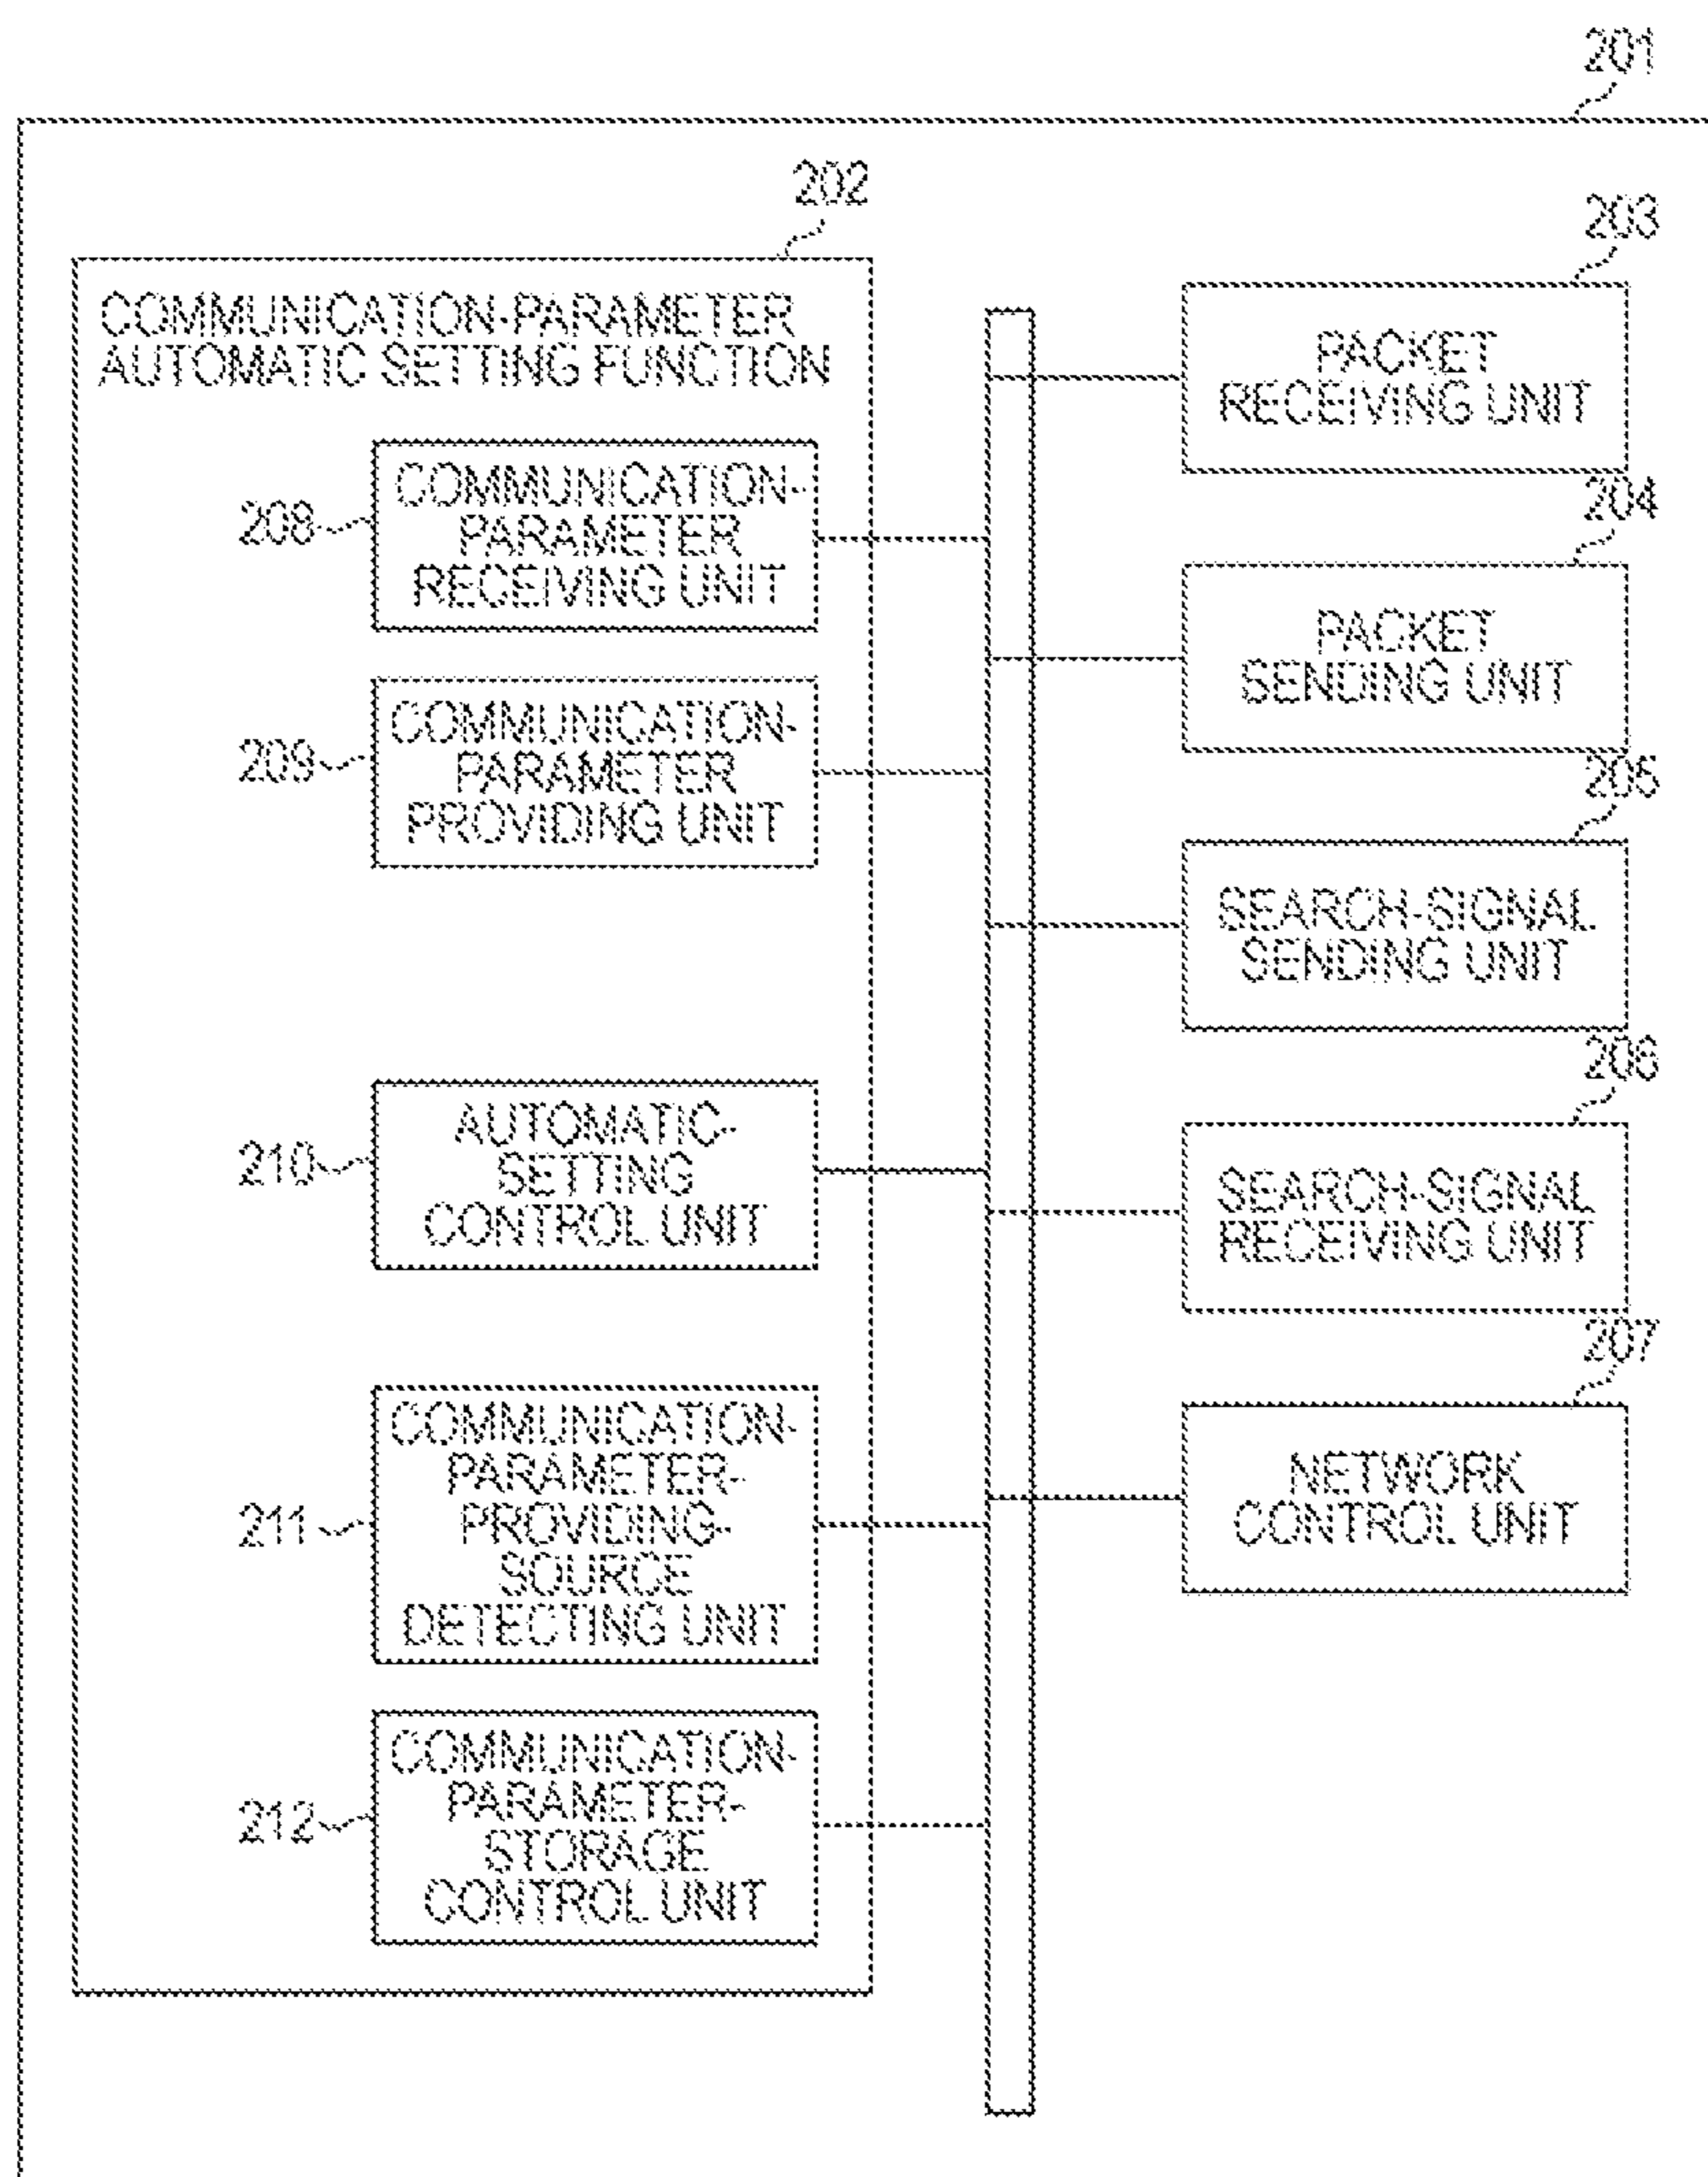 201
202
COMMUNICATION-PARAMETER
AUTOMATIC SETTING FUNCTION
208
COMMUNICATION-
PARAMETER
RECEIVING UNIT
209
COMMUNICATION-
PARAMETER
PROVIDING UNIT
210
AUTOMATIC-
SETTING
CONTROL UNIT
211
COMMUNICATION-
PARAMETER-
PROVIDING-
SOURCE
DETECTING UNIT
212
COMMUNICATION-
PARAMETER-
STORAGE
CONTROL UNIT
203
PACKET
RECEIVING UNIT
204
PACKET
SENDING UNIT
205
SEARCH-SIGNAL
SENDING UNIT
206
SEARCH-SIGNAL
RECEIVING UNIT
207
NETWORK
CONTROL UNIT